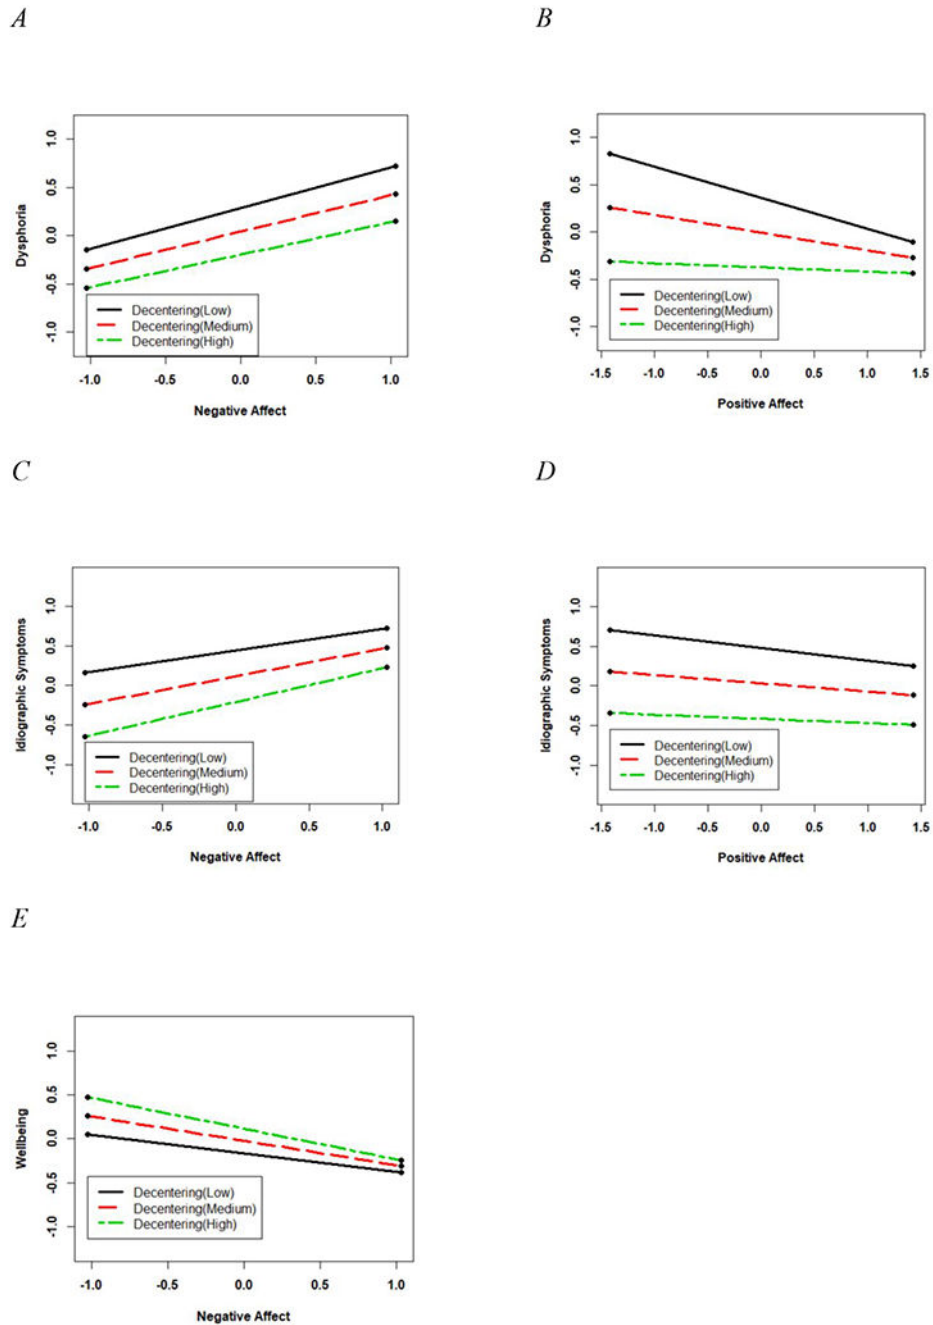 A
B
1.0
0.5
0.0
-0.5
-1.0
Dysphoria
Decentering(Low)
Decentering(Medium)
Decentering(High)
-1.0 -0.5 0.0 0.5 1.0
Negative Affect
1.0
0.5
0.0
-0.5
-1.0
Dysphoria
Decentering(Low)
Decentering(Medium)
Decentering(High)
-1.5 -1.0 -0.5 0.0 0.5 1.0 1.5
Positive Affect
C
D
1.0
0.5
0.0
-0.5
-1.0
Idiographic Symptoms
Decentering(Low)
Decentering(Medium)
Decentering(High)
-1.0 -0.5 0.0 0.5 1.0
Negative Affect
1.0
0.5
0.0
-0.5
-1.0
Idiographic Symptoms
Decentering(Low)
Decentering(Medium)
Decentering(High)
-1.5 -1.0 -0.5 0.0 0.5 1.0 1.5
Positive Affect
E
1.0
0.5
0.0
-0.5
-1.0
Wellbeing
Decentering(Low)
Decentering(Medium)
Decentering(High)
-1.0 -0.5 0.0 0.5 1.0
Negative Affect